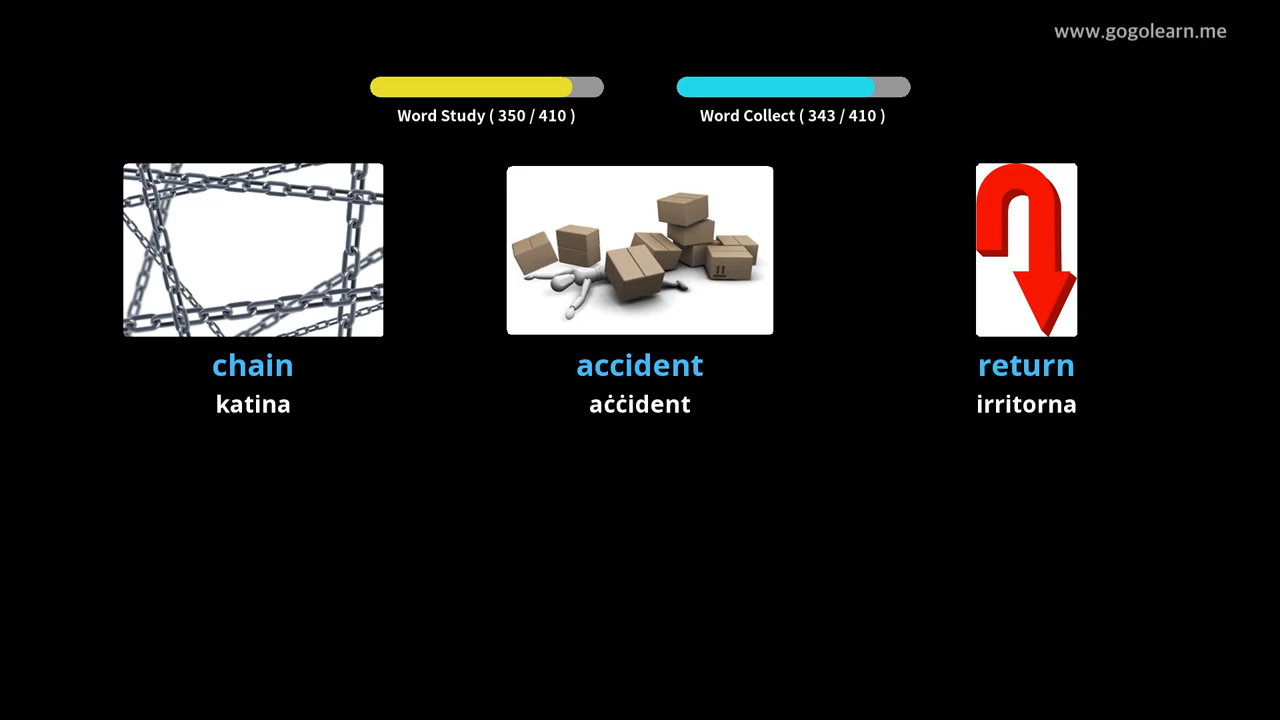 www.gogolearn.me
Word Study ( 350 / 410 )
Word Collect ( 343 / 410 )
chain
accident
return
katina
aċċident
irritorna